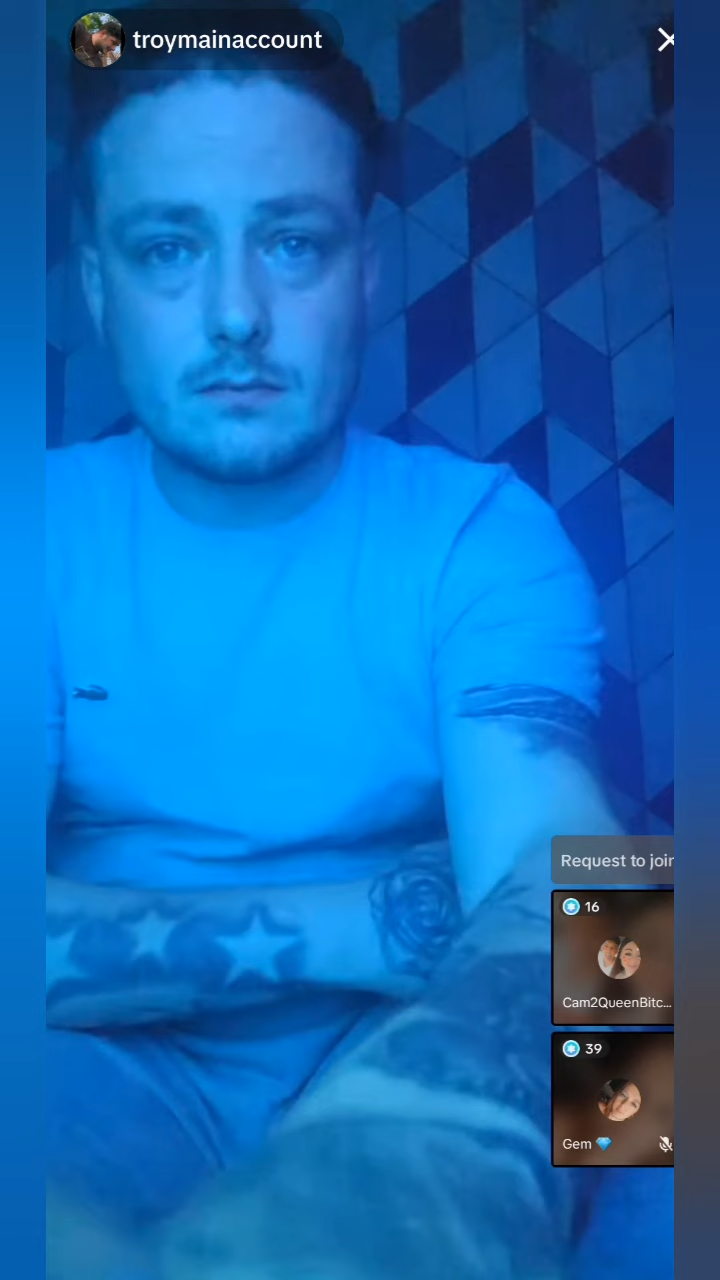 troymainaccount
Request to join
16
Cam2QueenBitc...
39
Gem